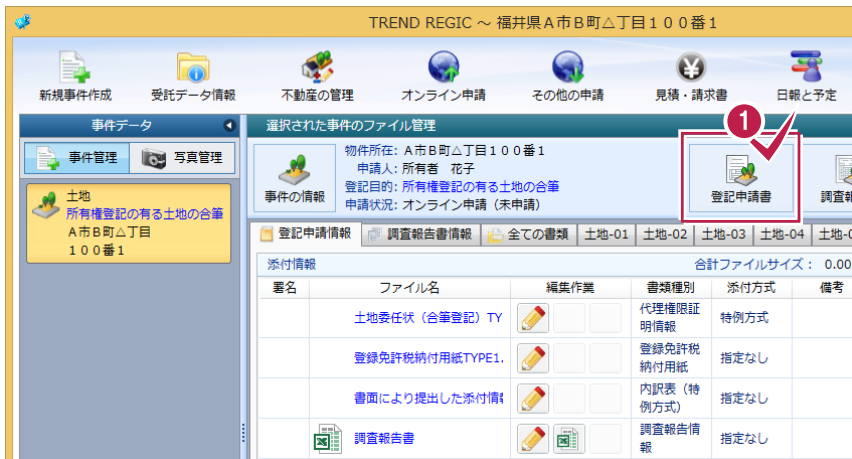 TREND REGIC ~ 福井県A市B町△丁目100番1
新規事件作成
受託データ情報
不動産の管理
オンライン申請
その他の申請
見積・請求書
日報と予定
事件データ
事件管理
写真管理
土地
所有権登記の有る土地の合筆
A市B町△丁目
100番1
選択された事件のファイル管理
事件の情報
物件所在: A市B町△丁目100番1
申請人: 所有者 花子
登記目的: 所有権登記の有る土地の合筆
申請状況: オンライン申請(未申請)
1
登記申請書
調査報
登記申請情報
調査報告書情報
全ての書類
土地-01
土地-02
土地-03
土地-04
土地-0
添付情報
合計ファイルサイズ: 0.00
署名 ファイル名 編集作業 書類種別 添付方式 備考
土地委任状(合筆登記)TY
代理権限証
明情報
特例方式
登録免許税納付用紙TYPE1.
登録免許税
納付用紙
指定なし
書面により提出した添付情
内訳表(特
例方式)
指定なし
調査報告書
調査報告情
報
指定なし